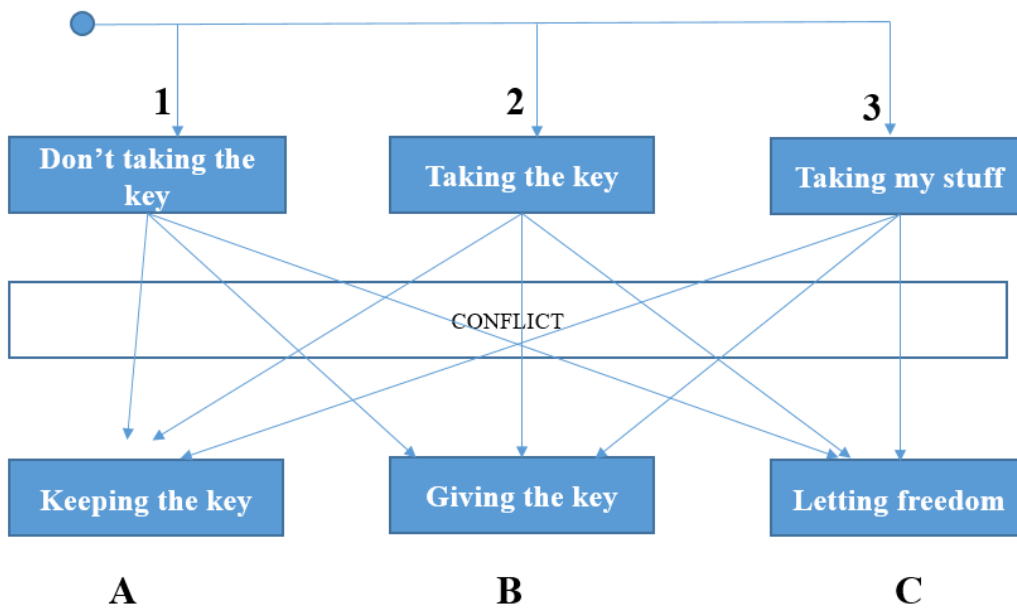 1
2
3
Don’t taking the
key
Taking the key
Taking my stuff
CONFLICT
Keeping the key
Giving the key
Letting freedom
A
B
C